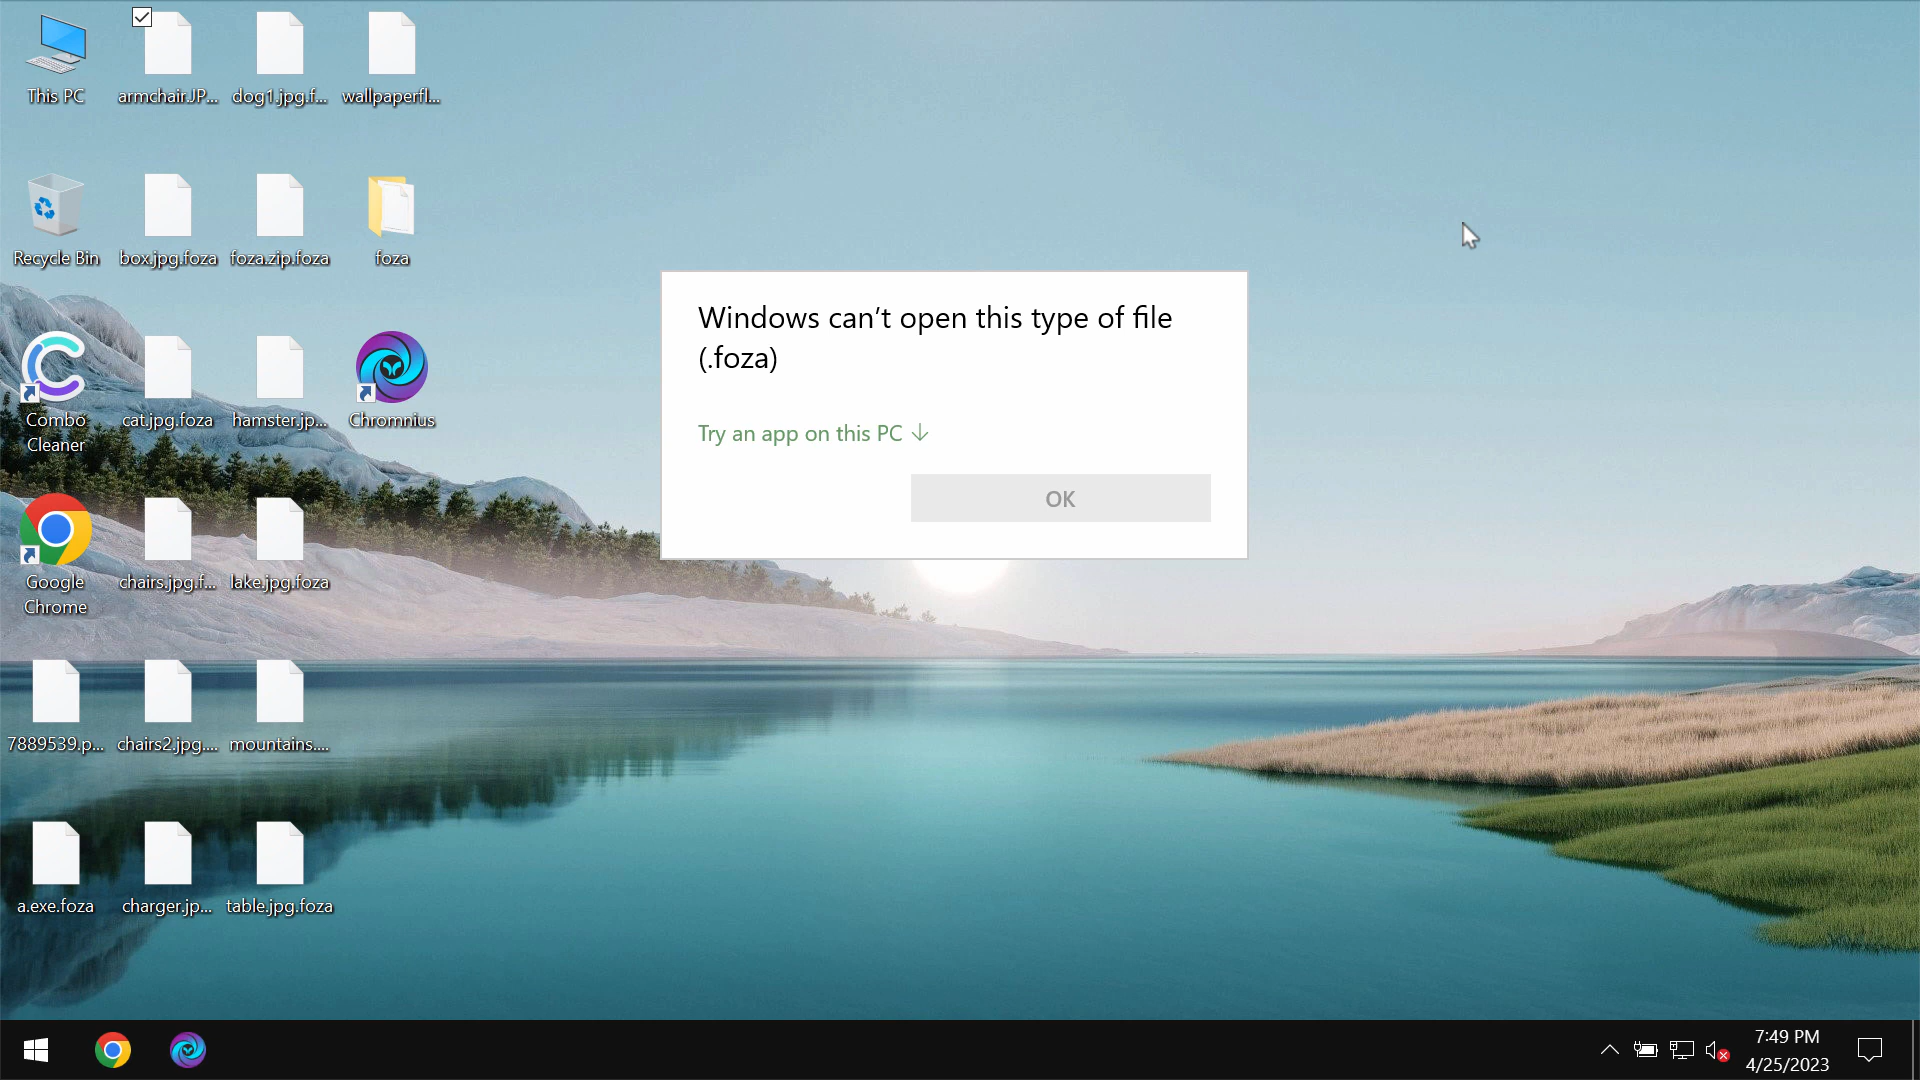 This PC
armchair.JP...
dog1.jpg.f...
wallpaperfl...
Recycle Bin
box.jpg.foza
foza.zip.foza
foza
Windows can't open this type of file
(.foza)
Try an app on this PC
OK
Combo
Cleaner
cat.jpg.foza
hamster.jp...
Chromnius
Google
Chrome
chairs.jpg.f...
lake.jpg.foza
7889539.p...
chairs2.jpg....
mountains....
a.exe.foza
charger.jp...
table.jpg.foza
7:49 PM
4/25/2023